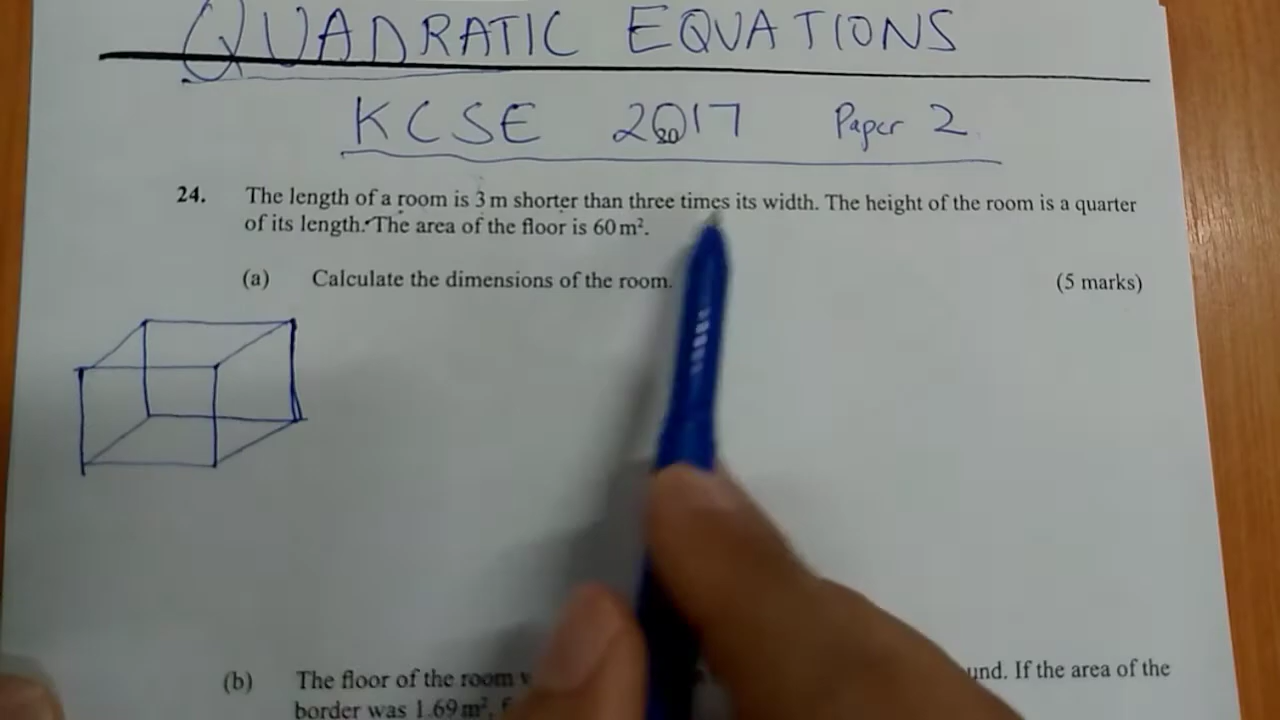 QUADRATIC EQUATIONS
KCSE 2017 Paper 2
24. The length of a room is 3 m shorter than three times its width. The height of the room is a quarter
of its length. The area of the floor is 60 m².
(a) Calculate the dimensions of the room. (5 marks)
(b) The floor of the room und. If the area of the
border was 1.69 m²,